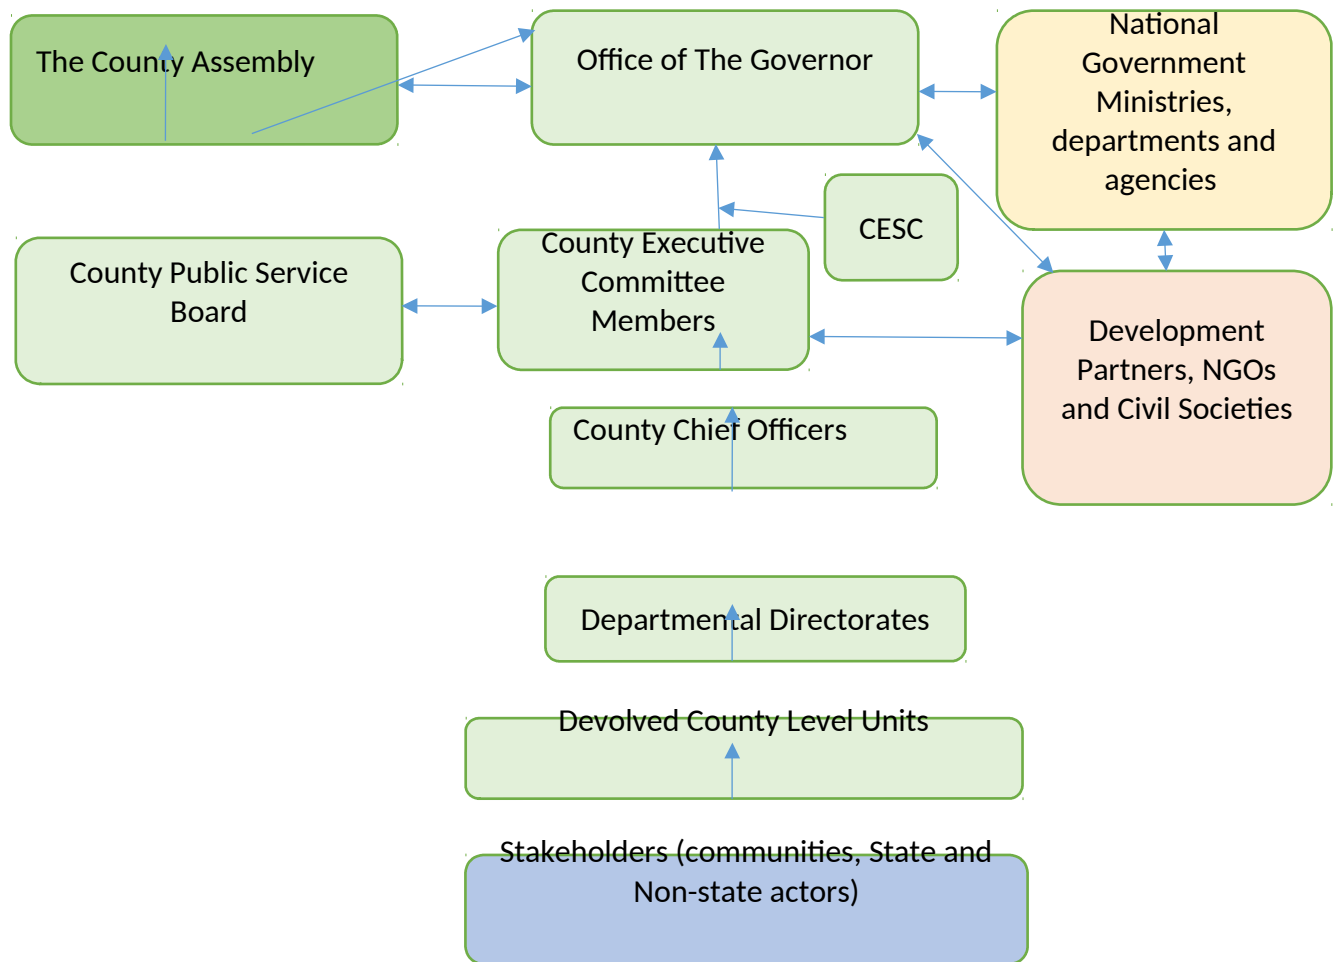 The County Assembly
Office of The Governor
National
Government
Ministries,
departments and
agencies
CESC
County Public Service
Board
County Executive
Committee
Members
Development
Partners, NGOs
and Civil Societies
County Chief Officers
Departmental Directorates
Devolved County Level Units
Stakeholders (communities, State and
Non-state actors)